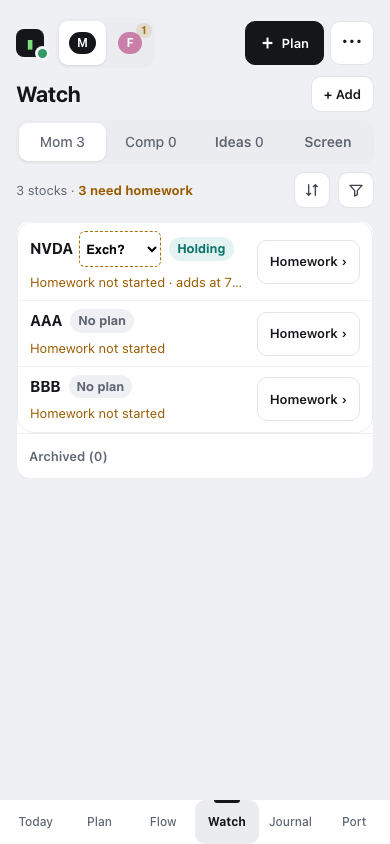 M F 1 + Plan ···
Watch + Add
Mom 3 Comp 0 Ideas 0 Screen
3 stocks · 3 need homework
NVDA Exch? Holding
Homework ›
Homework not started · adds at 7...
AAA No plan
Homework ›
Homework not started
BBB No plan
Homework ›
Homework not started
Archived (0)
Today Plan Flow Watch Journal Port